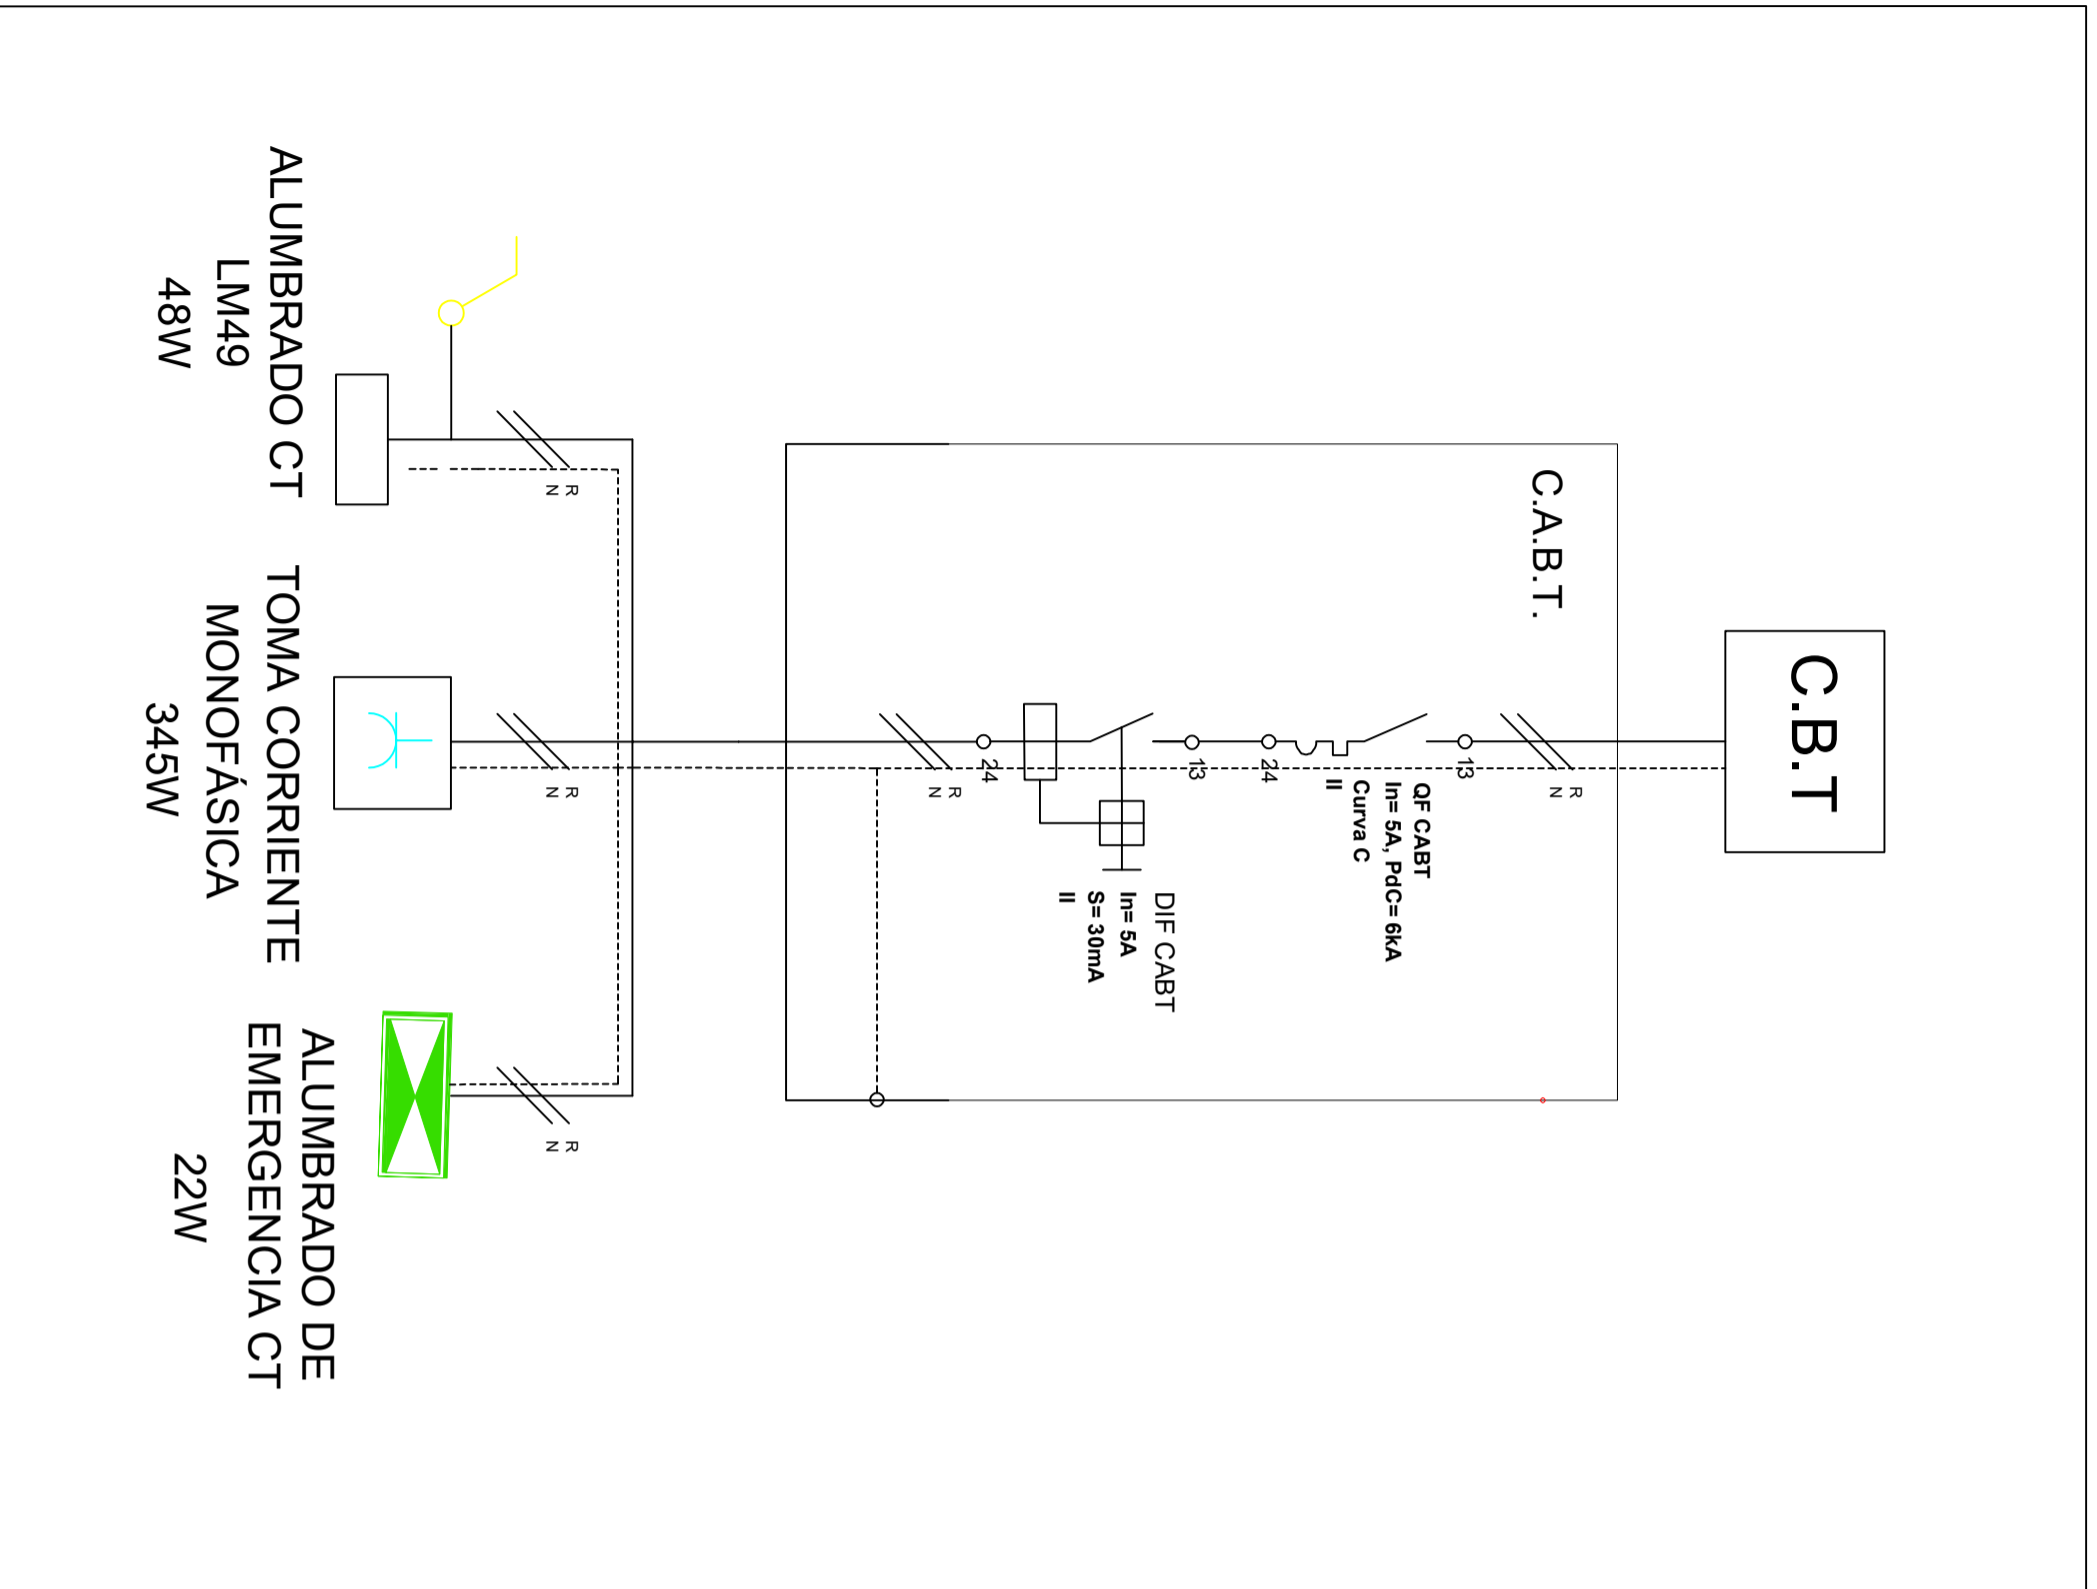 C.B.T
R
N
C.A.B.T.
13
QF CABT
In= 5A, PdC= 6kA
Curva C
II
24
13
DIF CABT
In= 5A
S= 30mA
II
24
R
N
R
N
R
N
R
N
ALUMBRADO CT
LM49
48W
TOMA CORRIENTE
MONOFÁSICA
345W
ALUMBRADO DE
EMERGENCIA CT
22W